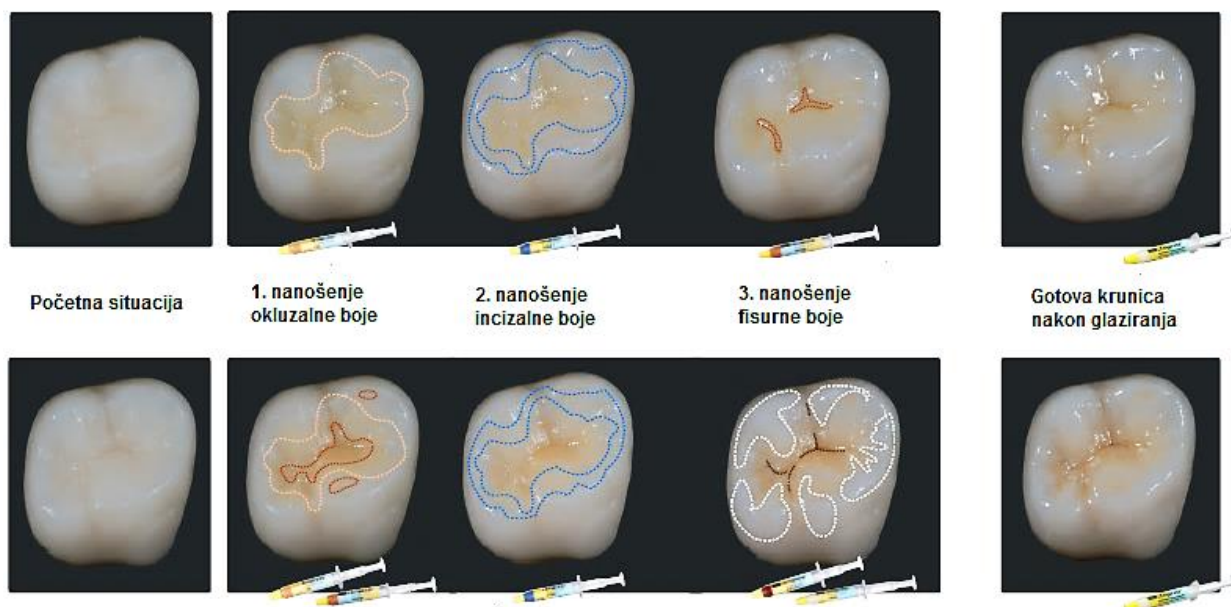 Početna situacija
1. nanošenje
okluzalne boje
2. nanošenje
incizalne boje
3. nanošenje
fisurne boje
Gotova krunica
nakon glaziranja